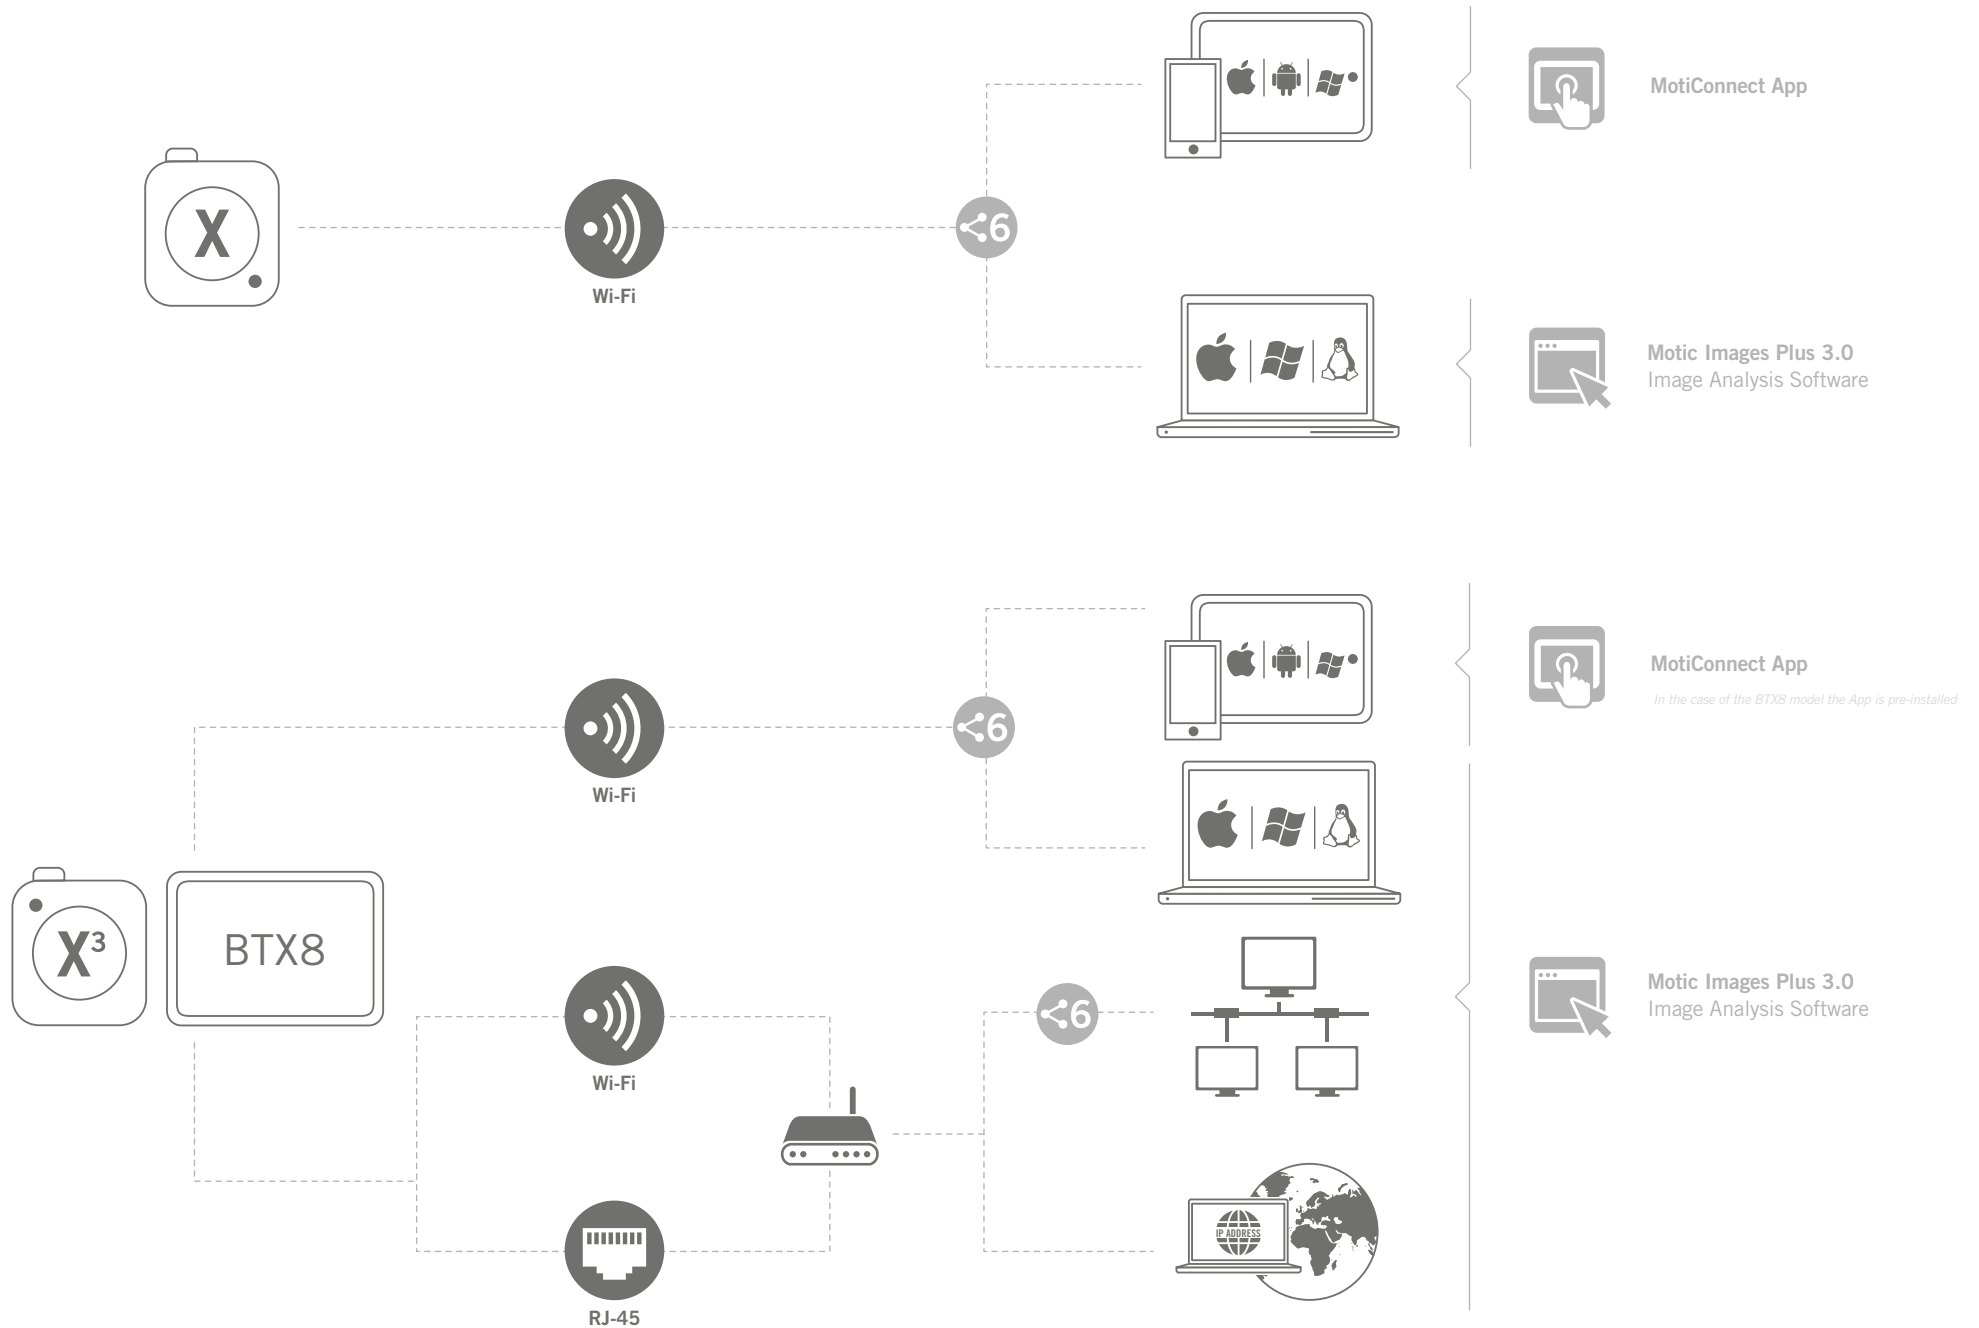 MotiConnect App
X
6
Wi-Fi
Motic Images Plus 3.0
Image Analysis Software
MotiConnect App
In the case of the BTX8 model the App is pre-installed
6
Wi-Fi
X³
BTX8
Motic Images Plus 3.0
Image Analysis Software
6
Wi-Fi
IP ADDRESS
RJ-45